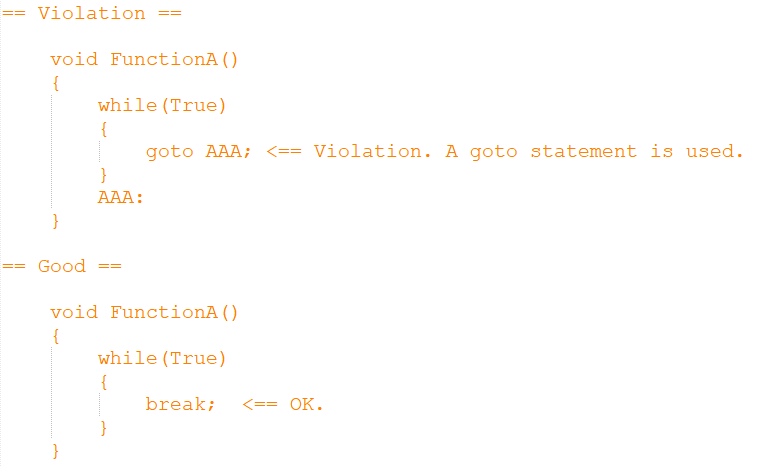 == Violation ==
void FunctionA()
{
while(True)
{
goto AAA; <== Violation. A goto statement is used.
}
AAA:
}
== Good ==
void FunctionA()
{
while(True)
{
break;  <== OK.
}
}